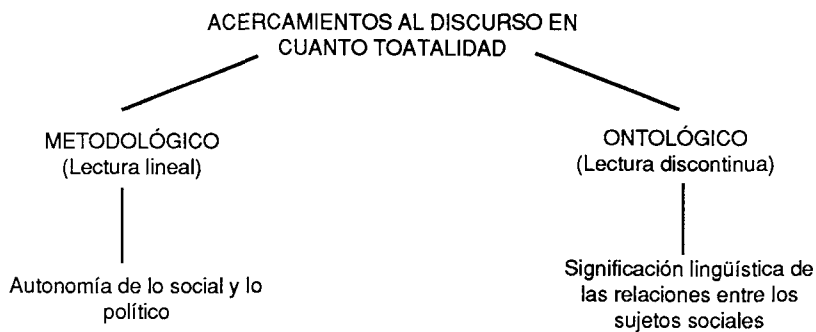 ACERCAMIENTOS AL DISCURSO EN
CUANTO TOATALIDAD
METODOLÓGICO
(Lectura lineal)
ONTOLÓGICO
(Lectura discontinua)
Autonomía de lo social y lo
político
Significación lingüística de
las relaciones entre los
sujetos sociales